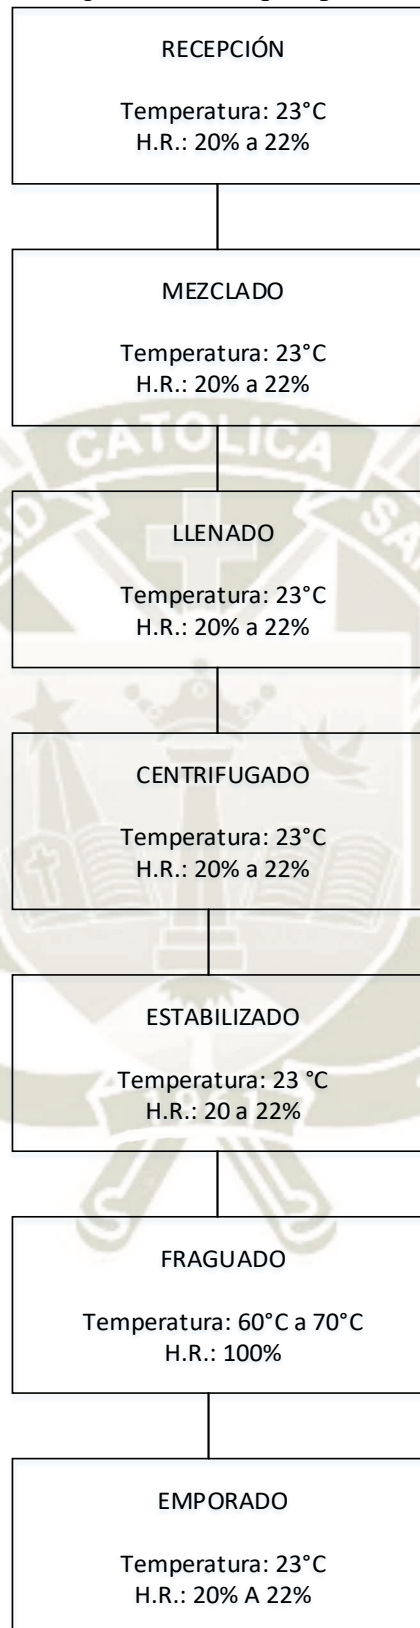 RECEPCIÓN
Temperatura: 23°C
H.R.: 20% a 22%
MEZCLADO
Temperatura: 23°C
H.R.: 20% a 22%
CATOLICA
LLENADO
Temperatura: 23°C
H.R.: 20% a 22%
CENTRIFUGADO
Temperatura: 23°C
H.R.: 20% a 22%
ESTABILIZADO
Temperatura: 23 °C
H.R.: 20 a 22%
FRAGUADO
Temperatura: 60°C a 70°C
H.R.: 100%
EMPORADO
Temperatura: 23°C
H.R.: 20% A 22%